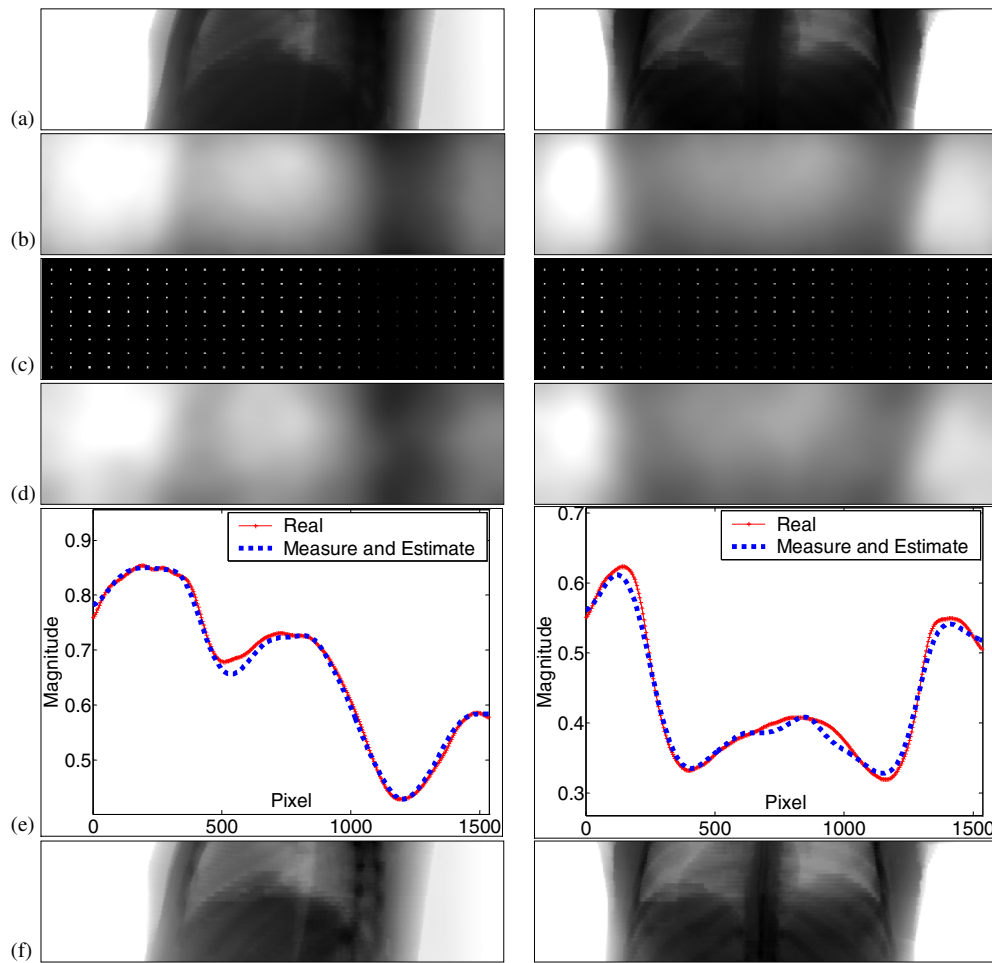 (a)
(b)
(c)
(d)
Real
Measure and Estimate
0.9
0.8
0.7
0.6
0.5
Magnitude
Pixel
0
500
1000
1500
Real
Measure and Estimate
0.7
0.6
0.5
0.4
0.3
Magnitude
Pixel
0
500
1000
1500
(e)
(f)